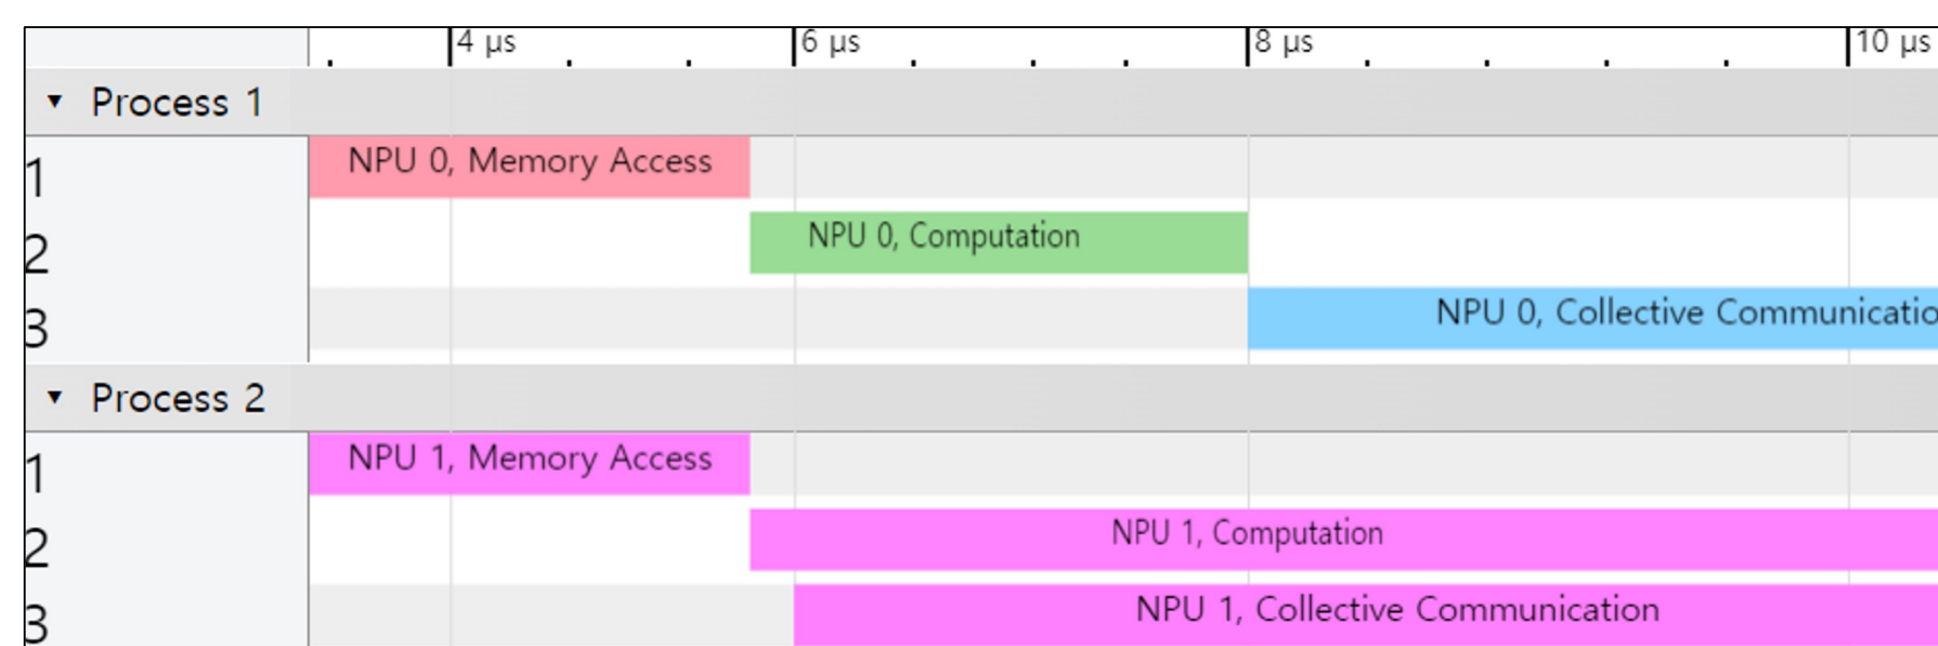 4 μs 6 μs 8 μs 10 μs
▼ Process 1
1 NPU 0, Memory Access
2 NPU 0, Computation
3 NPU 0, Collective Communicatio
▼ Process 2
1 NPU 1, Memory Access
2 NPU 1, Computation
3 NPU 1, Collective Communication